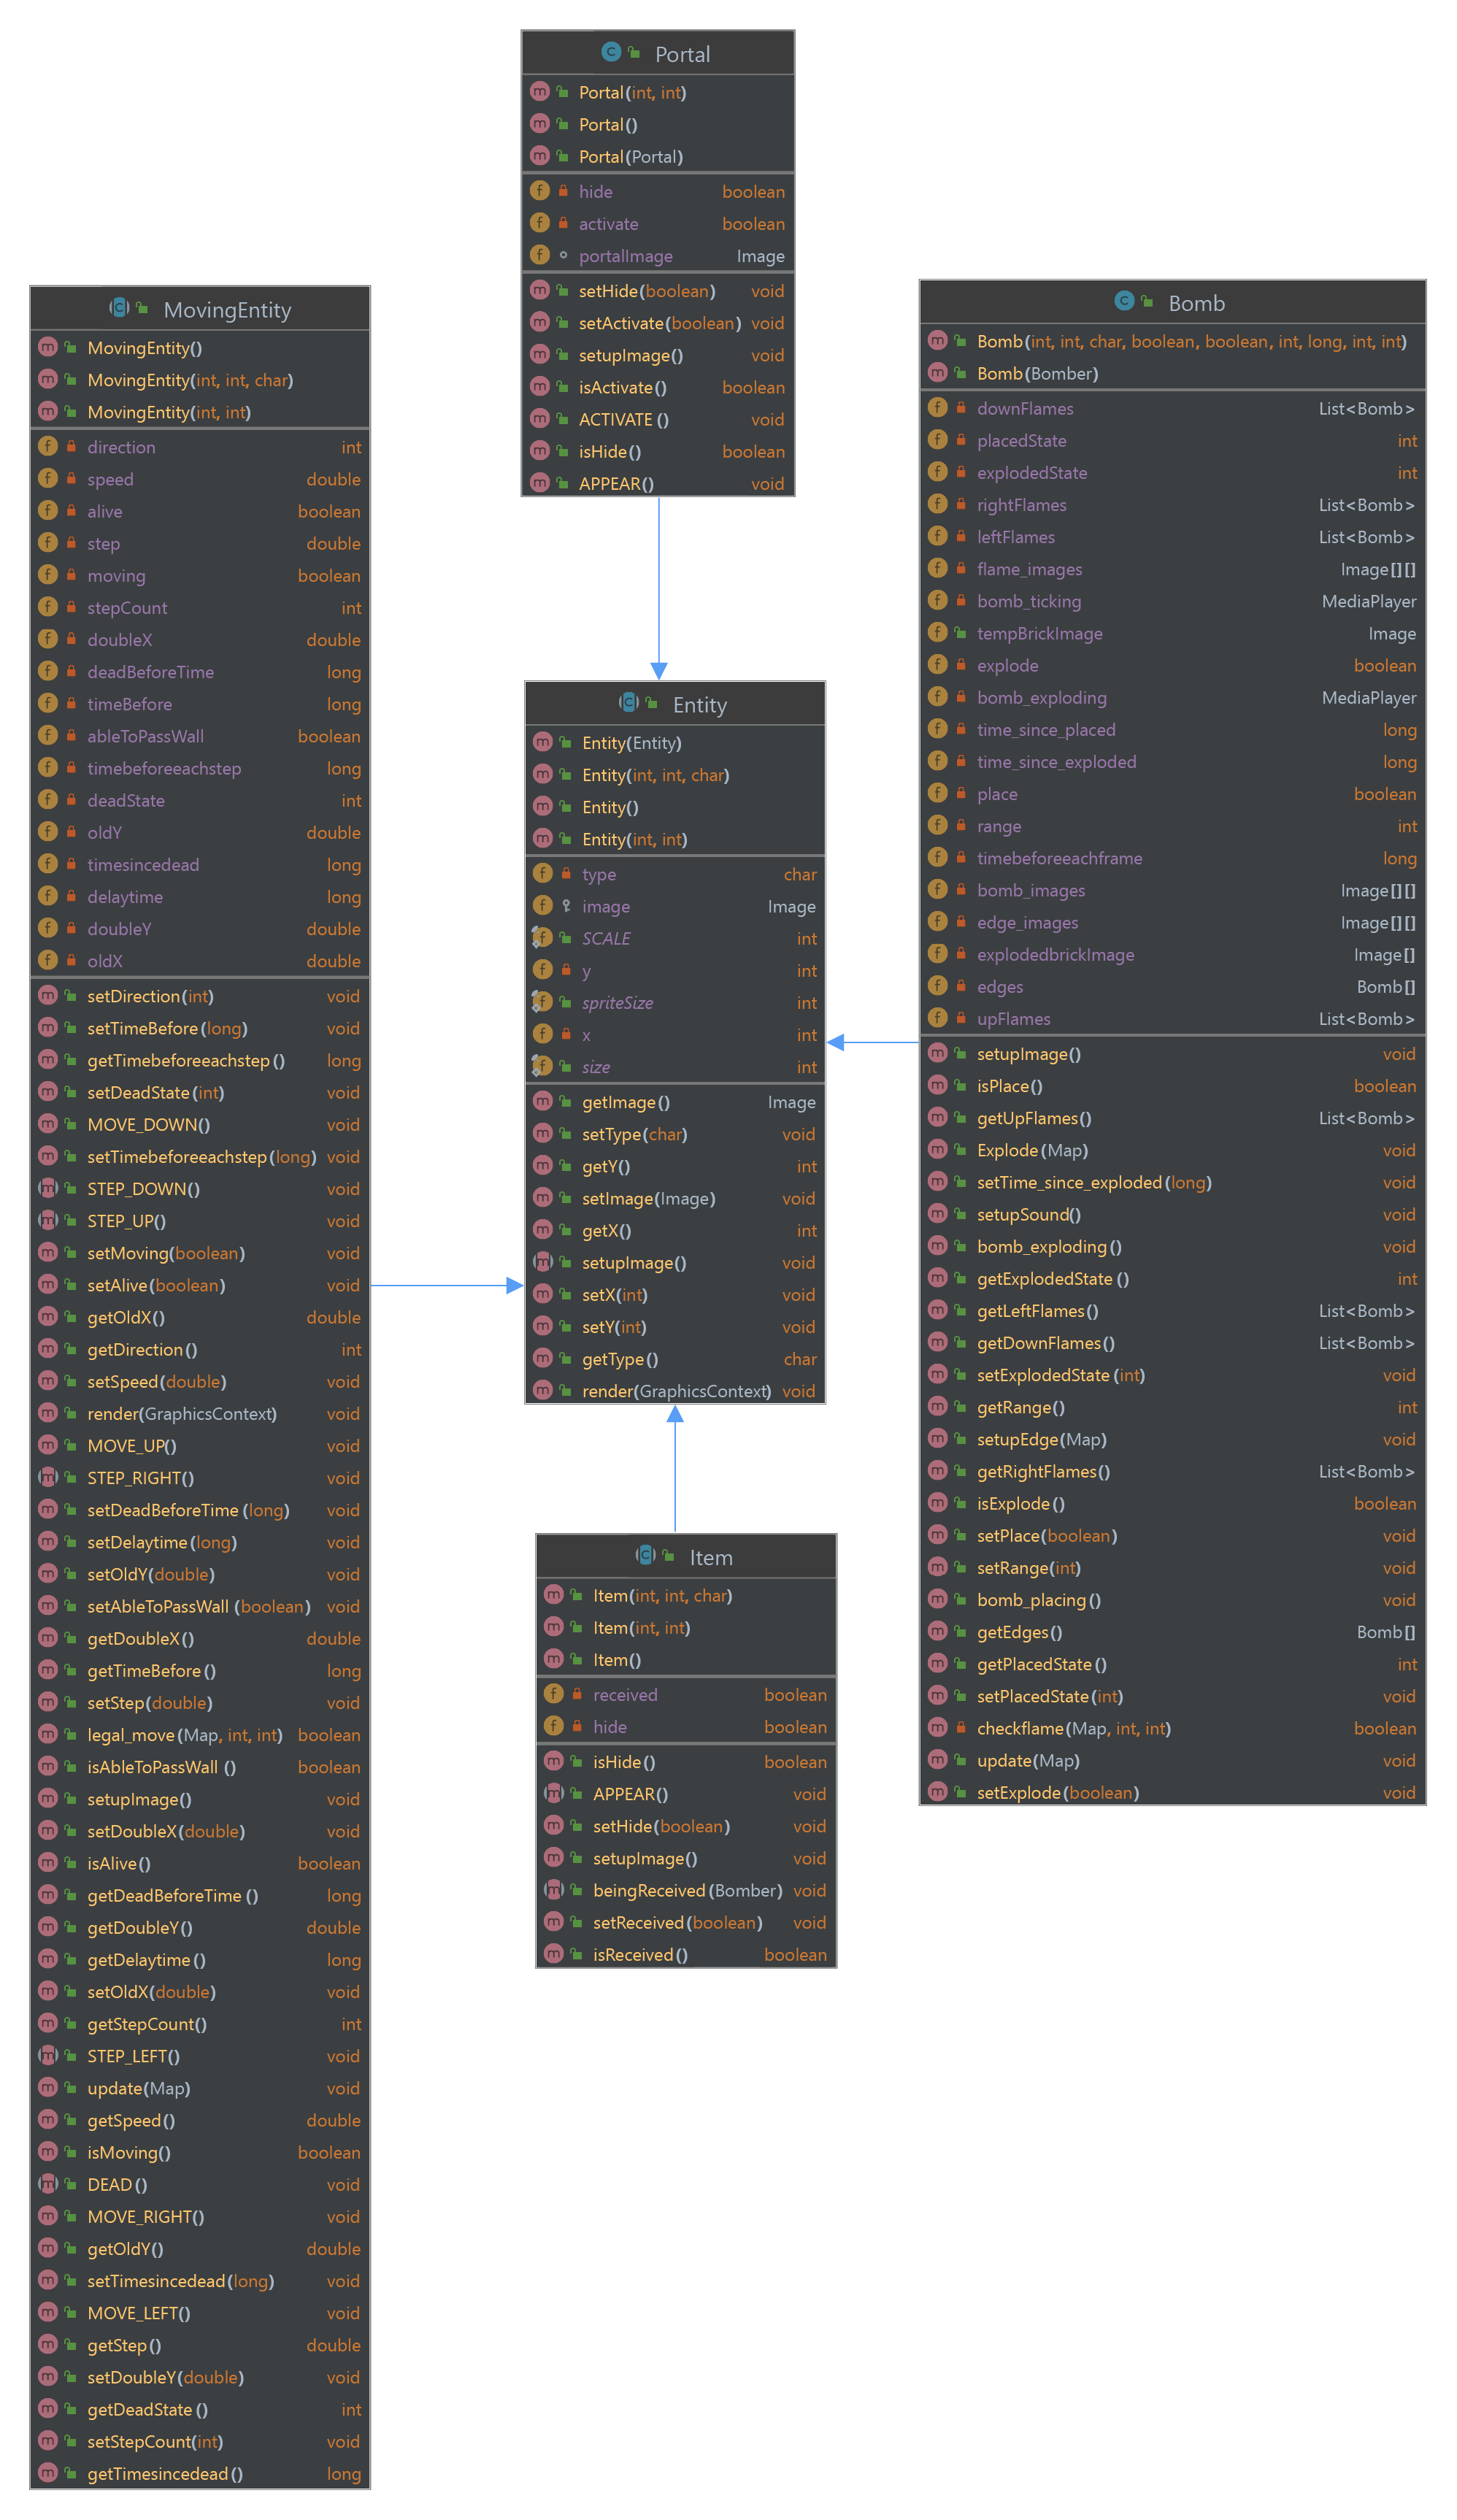 Portal
Portal(int, int)
Portal()
Portal(Portal)
hide boolean
activate boolean
portalImage Image
setHide(boolean) void
setActivate(boolean) void
setupImage() void
isActivate() boolean
ACTIVATE() void
isHide() boolean
APPEAR() void
MovingEntity
MovingEntity()
MovingEntity(int, int, char)
MovingEntity(int, int)
direction int
speed double
alive boolean
step double
moving boolean
stepCount int
doubleX double
deadBeforeTime long
timeBefore long
ableToPassWall boolean
timebeforeeachstep long
deadState int
oldY double
timesincedead long
delaytime long
doubleY double
oldX double
setDirection(int) void
setTimeBefore(long) void
getTimebeforeeachstep() long
setDeadState(int) void
MOVE_DOWN() void
setTimebeforeeachstep(long) void
STEP_DOWN() void
STEP_UP() void
setMoving(boolean) void
setAlive(boolean) void
getOldX() double
getDirection() int
setSpeed(double) void
render(GraphicsContext) void
MOVE_UP() void
STEP_RIGHT() void
setDeadBeforeTime(long) void
setDelaytime(long) void
setOldY(double) void
setAbleToPassWall(boolean) void
getDoubleX() double
getTimeBefore() long
setStep(double) void
legal_move(Map, int, int) boolean
isAbleToPassWall() boolean
setupImage() void
setDoubleX(double) void
isAlive() boolean
getDeadBeforeTime() long
getDoubleY() double
getDelaytime() long
setOldX(double) void
getStepCount() int
STEP_LEFT() void
update(Map) void
getSpeed() double
isMoving() boolean
DEAD() void
MOVE_RIGHT() void
getOldY() double
setTimesincedead(long) void
MOVE_LEFT() void
getStep() double
setDoubleY(double) void
getDeadState() int
setStepCount(int) void
getTimesincedead() long
Entity
Entity(Entity)
Entity(int, int, char)
Entity()
Entity(int, int)
type char
image Image
SCALE int
y int
spriteSize int
x int
size int
getImage() Image
setType(char) void
getY() int
setImage(Image) void
getX() int
setupImage() void
setX(int) void
setY(int) void
getType() char
render(GraphicsContext) void
Item
Item(int, int, char)
Item(int, int)
Item()
received boolean
hide boolean
isHide() boolean
APPEAR() void
setHide(boolean) void
setupImage() void
beingReceived(Bomber) void
setReceived(boolean) void
isReceived() boolean
Bomb
Bomb(int, int, char, boolean, boolean, int, long, int, int)
Bomb(Bomber)
downFlames List<Bomb>
placedState int
explodedState int
rightFlames List<Bomb>
leftFlames List<Bomb>
flame_images Image[][]
bomb_ticking MediaPlayer
tempBrickImage Image
explode boolean
bomb_exploding MediaPlayer
time_since_placed long
time_since_exploded long
place boolean
range int
timebeforeeachframe long
bomb_images Image[][]
edge_images Image[][]
explodedbrickImage Image[]
edges Bomb[]
upFlames List<Bomb>
setupImage() void
isPlace() boolean
getUpFlames() List<Bomb>
Explode(Map) void
setTime_since_exploded(long) void
setupSound() void
bomb_exploding() void
getExplodedState() int
getLeftFlames() List<Bomb>
getDownFlames() List<Bomb>
setExplodedState(int) void
getRange() int
setupEdge(Map) void
getRightFlames() List<Bomb>
isExplode() boolean
setPlace(boolean) void
setRange(int) void
bomb_placing() void
getEdges() Bomb[]
getPlacedState() int
setPlacedState(int) void
checkflame(Map, int, int) boolean
update(Map) void
setExplode(boolean) void